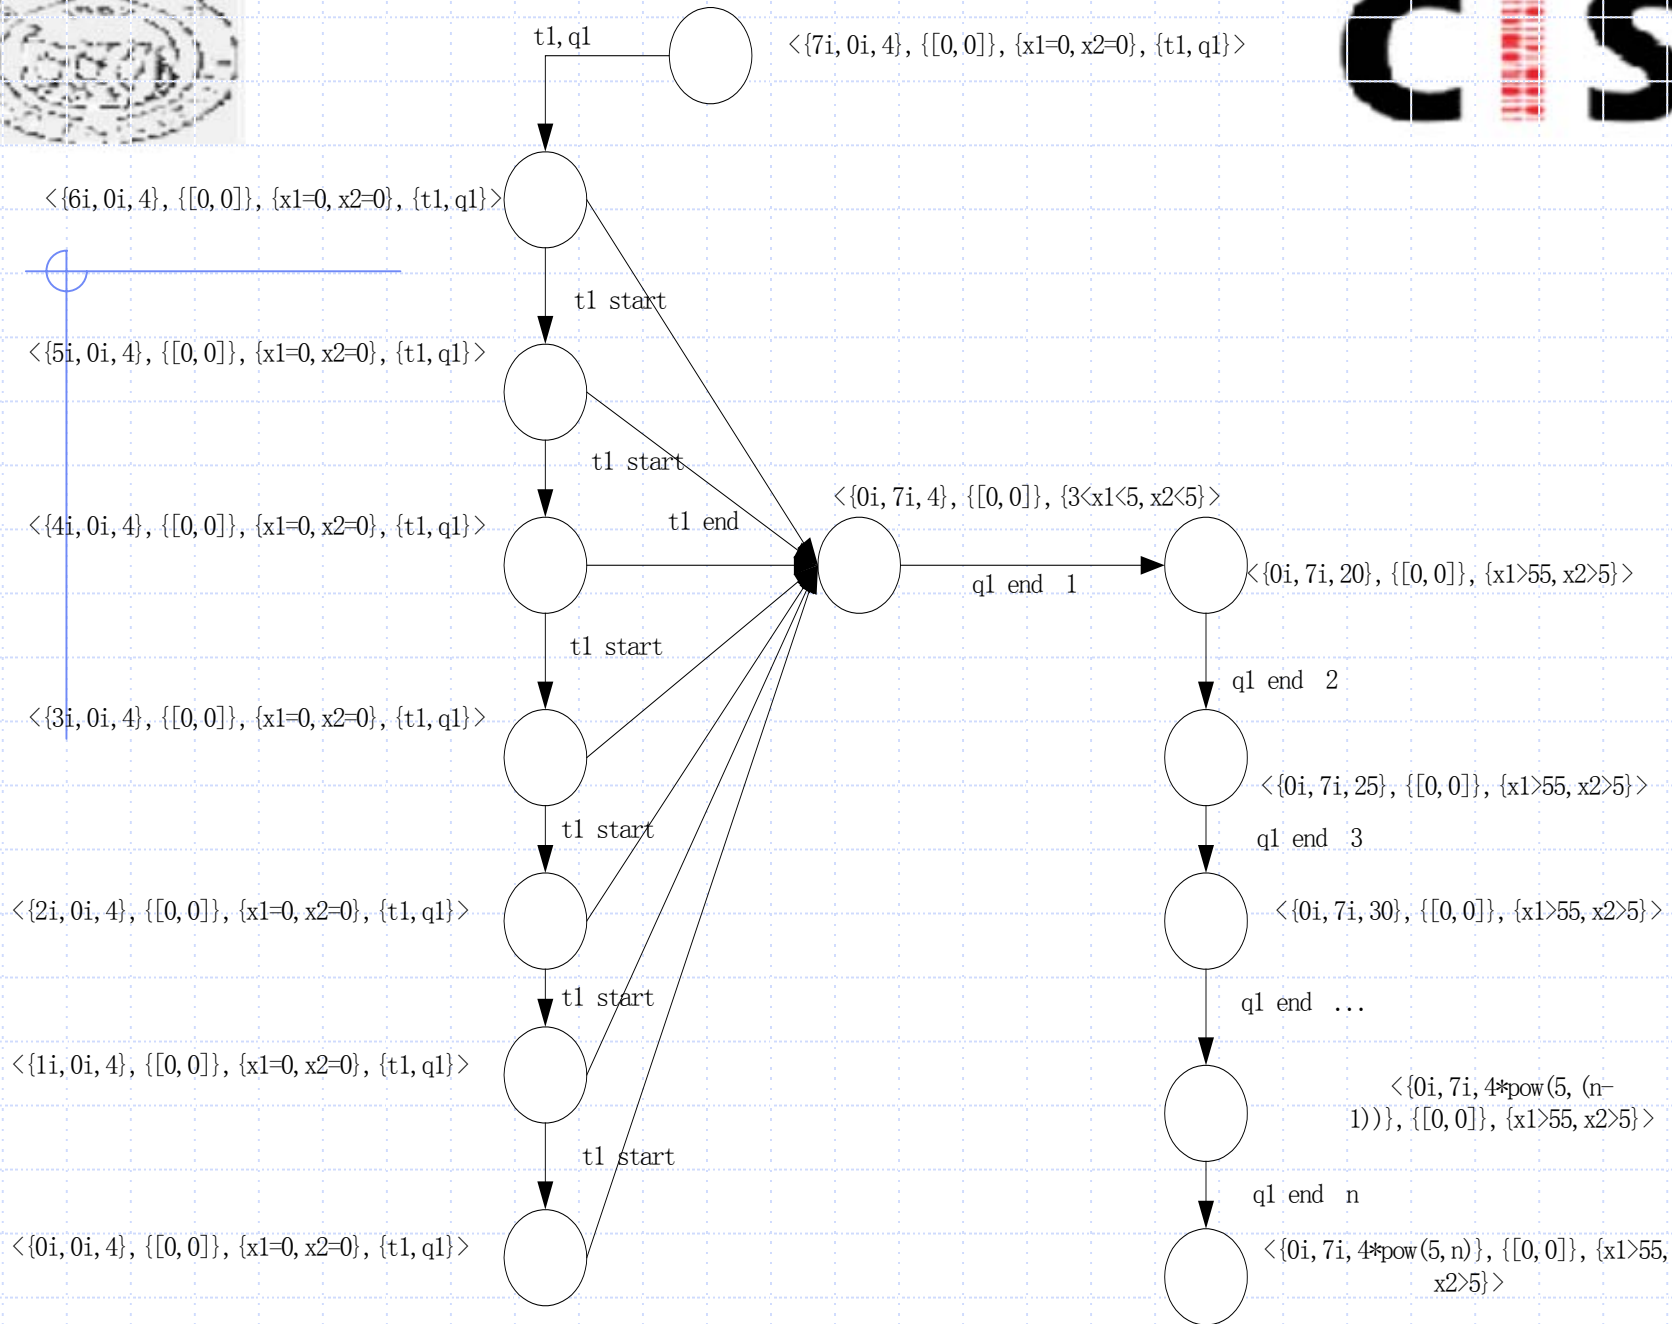 t1,q1
<{7i,0i,4},{[0,0]},{x1=0,x2=0},{t1,q1}>
CIS
<{6i,0i,4},{[0,0]},{x1=0,x2=0},{t1,q1}>
t1 start
<{5i,0i,4},{[0,0]},{x1=0,x2=0},{t1,q1}>
t1 start
<{4i,0i,4},{[0,0]},{x1=0,x2=0},{t1,q1}>
t1 end
<{0i,7i,4},{[0,0]},{3<x1<5,x2<5}>
q1 end 1
<{0i,7i,20},{[0,0]},{x1>55,x2>5}>
t1 start
q1 end 2
<{3i,0i,4},{[0,0]},{x1=0,x2=0},{t1,q1}>
<{0i,7i,25},{[0,0]},{x1>55,x2>5}>
t1 start
q1 end 3
<{2i,0i,4},{[0,0]},{x1=0,x2=0},{t1,q1}>
<{0i,7i,30},{[0,0]},{x1>55,x2>5}>
t1 start
q1 end ...
<{1i,0i,4},{[0,0]},{x1=0,x2=0},{t1,q1}>
<{0i,7i,4*pow(5,(n-
1))},{[0,0]},{x1>55,x2>5}>
t1 start
q1 end n
<{0i,0i,4},{[0,0]},{x1=0,x2=0},{t1,q1}>
<{0i,7i,4*pow(5,n)},{[0,0]},{x1>55,
x2>5}>